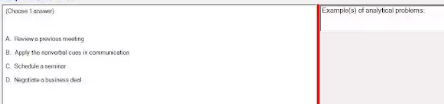 (Choose 1 answer)
Example(s) of analytical problems:
A. Review a previous meeting
B. Apply the nonverbal cues in communication
C. Schedule a seminar
D. Negotiate a business deal